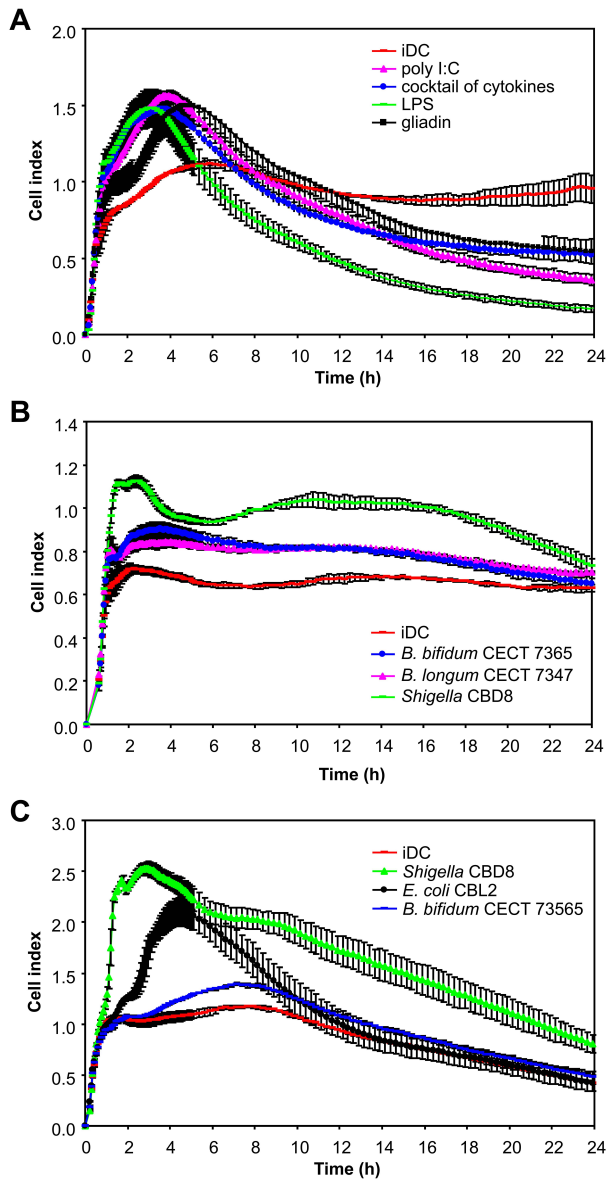 A
2.0
1.5
1.0
0.5
0.0
Cell index
iDC
poly I:C
cocktail of cytokines
LPS
gliadin
0 2 4 6 8 10 12 14 16 18 20 22 24
Time (h)
B
1.4
1.2
1.0
0.8
0.6
0.4
0.2
0.0
Cell index
iDC
B. bifidum CECT 7365
B. longum CECT 7347
Shigella CBD8
0 2 4 6 8 10 12 14 16 18 20 22 24
Time (h)
C
3.0
2.5
2.0
1.5
1.0
0.5
0.0
Cell index
iDC
Shigella CBD8
E. coli CBL2
B. bifidum CECT 73565
0 2 4 6 8 10 12 14 16 18 20 22 24
Time (h)